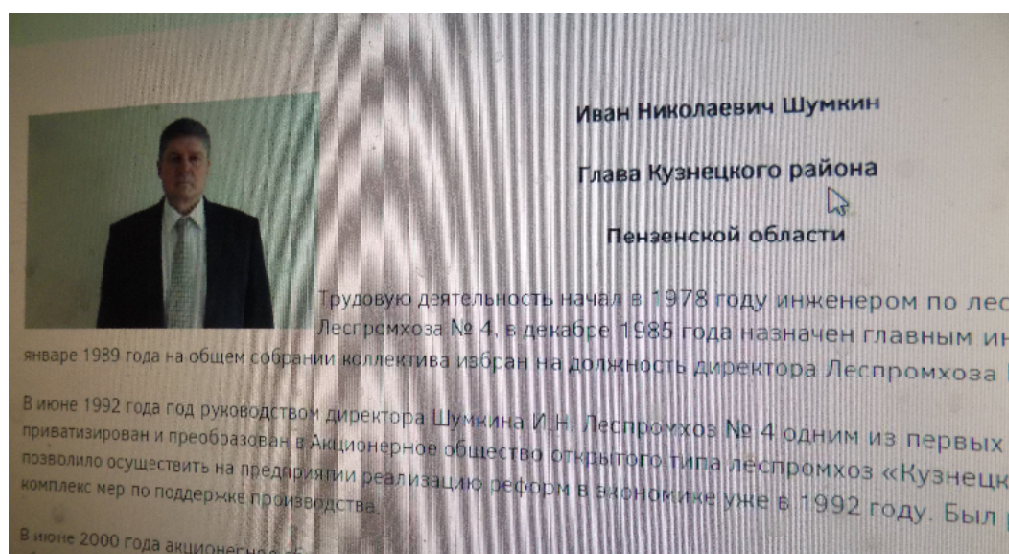 Иван Николаевич Шумкин
Глава Кузнецкого района
Пензенской области
Трудовую деятельность начал в 1978 году инженером по
Леспромхоза № 4, в декабре 1985 года назначен главным
январе 1989 года на общем собрании коллектива избран на должность директора Леспромхоза
В июне 1992 года под руководством директора Шумкина И.Н. Леспромхоз № 4 одним из первых
приватизирован и преобразован в Акционерное общество открытого типа леспромхоз
позволило осуществить на предприятии реализацию реформ в экономике уже в 1992 году. Был
комплекс мер по поддержке производства.
В июне 2000 года